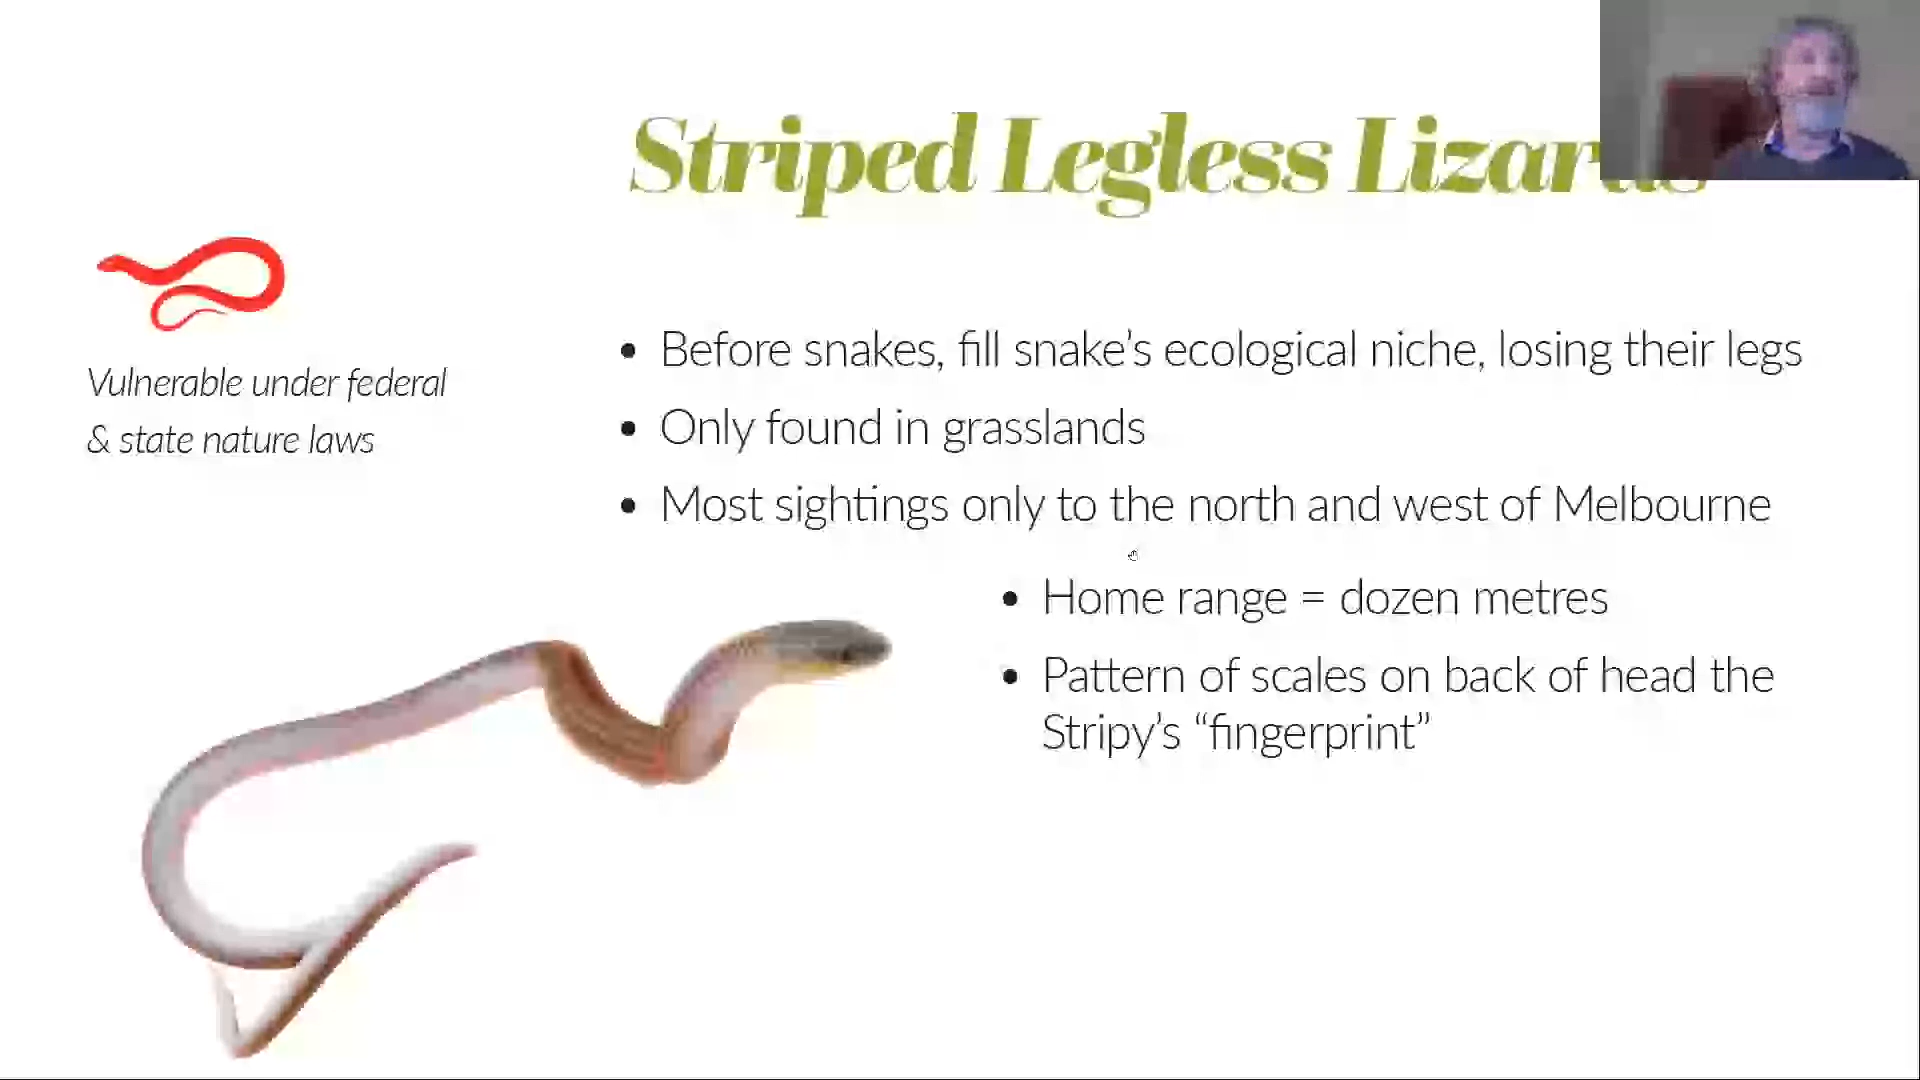 Striped Legless Lizards
Vulnerable under federal
& state nature laws
• Before snakes, fill snake's ecological niche, losing their legs
• Only found in grasslands
• Most sightings only to the north and west of Melbourne
• Home range = dozen metres
• Pattern of scales on back of head the
Stripy's “fingerprint”